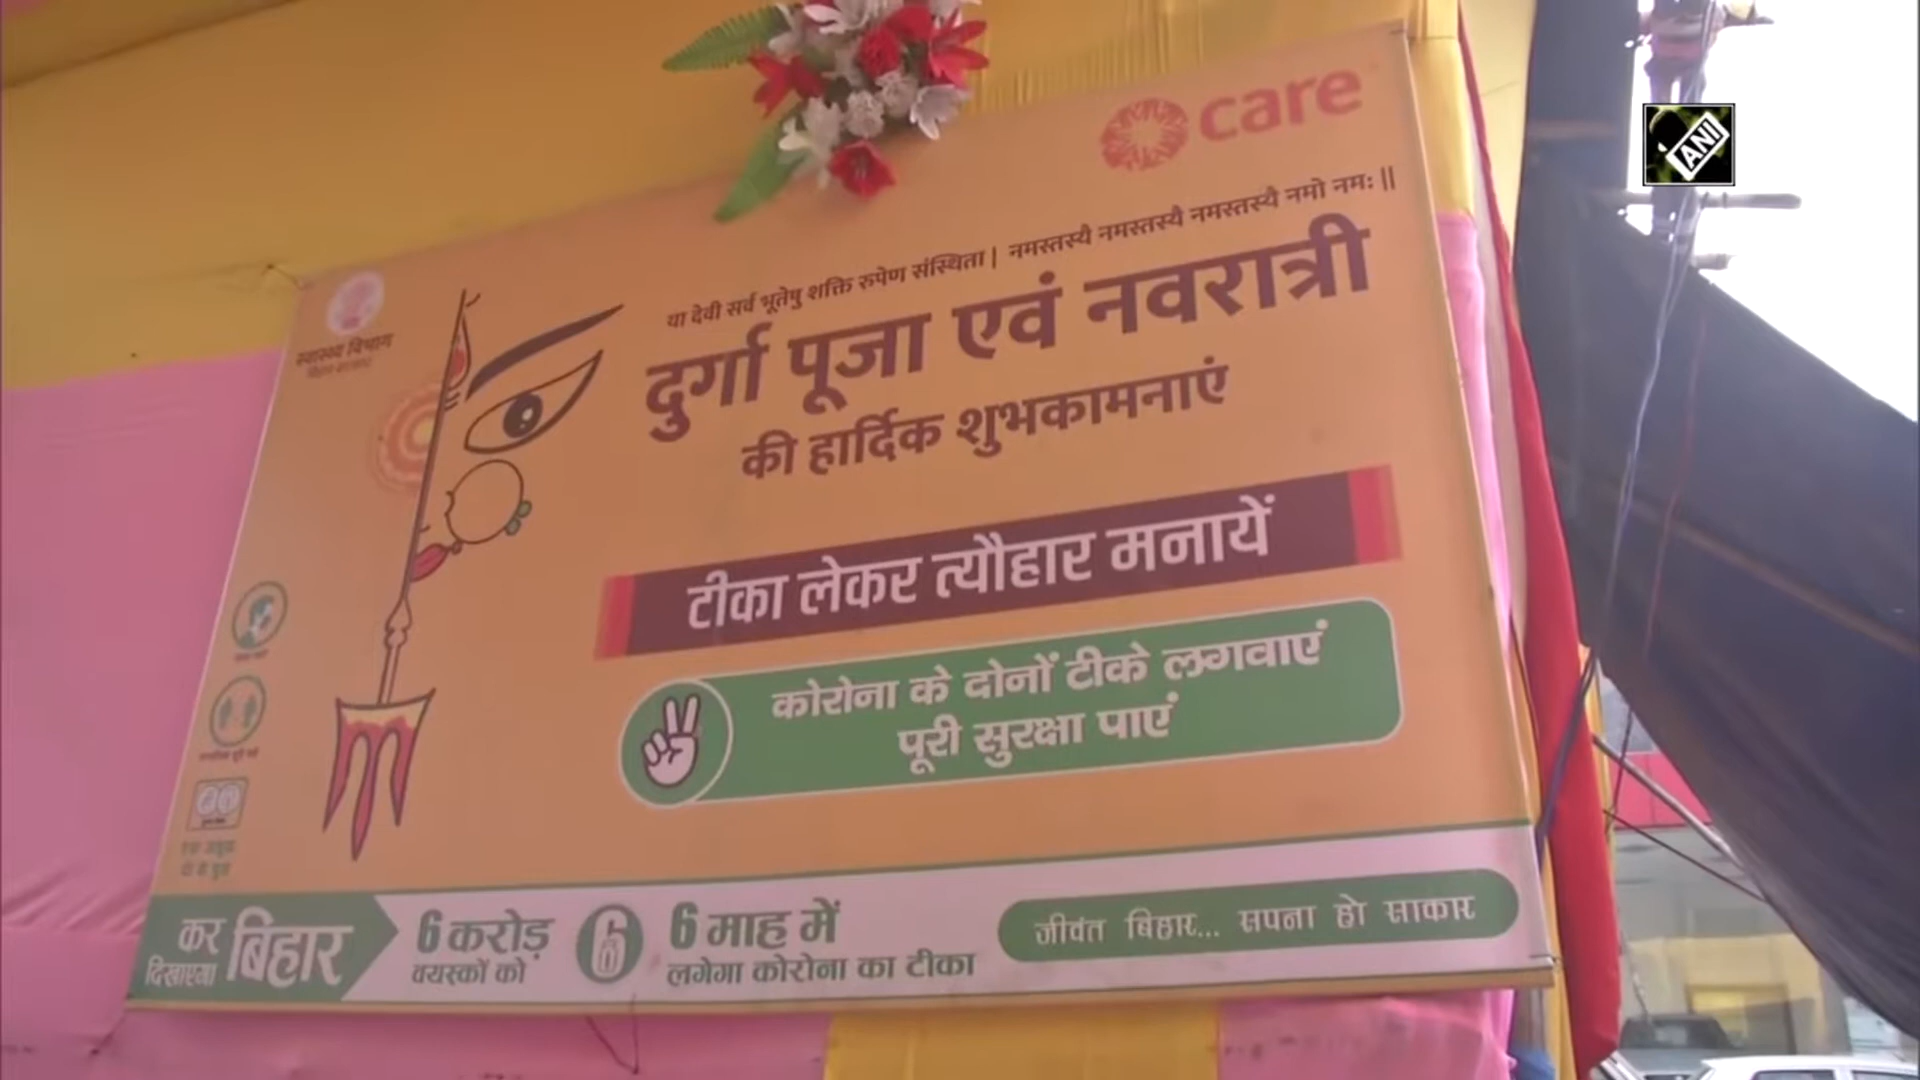 care
ANI
या देवी सर्व भूतेषु शक्ति रुपेण संस्थिता | नमस्तस्यै नमस्तस्यै नमस्तस्यै नमो नमः ||
दुर्गा पूजा एवं नवरात्री
की हार्दिक शुभकामनाएं
स्वास्थ्य विभाग
टीका लेकर त्यौहार मनायें
कोरोना के दोनों टीके लगवाएं
पूरी सुरक्षा पाएं
कर दिखाएगा बिहार
6 करोड़
वयस्कों को
6
6 माह में
लगेगा कोरोना का टीका
जीवंत बिहार... सपना हो साकार